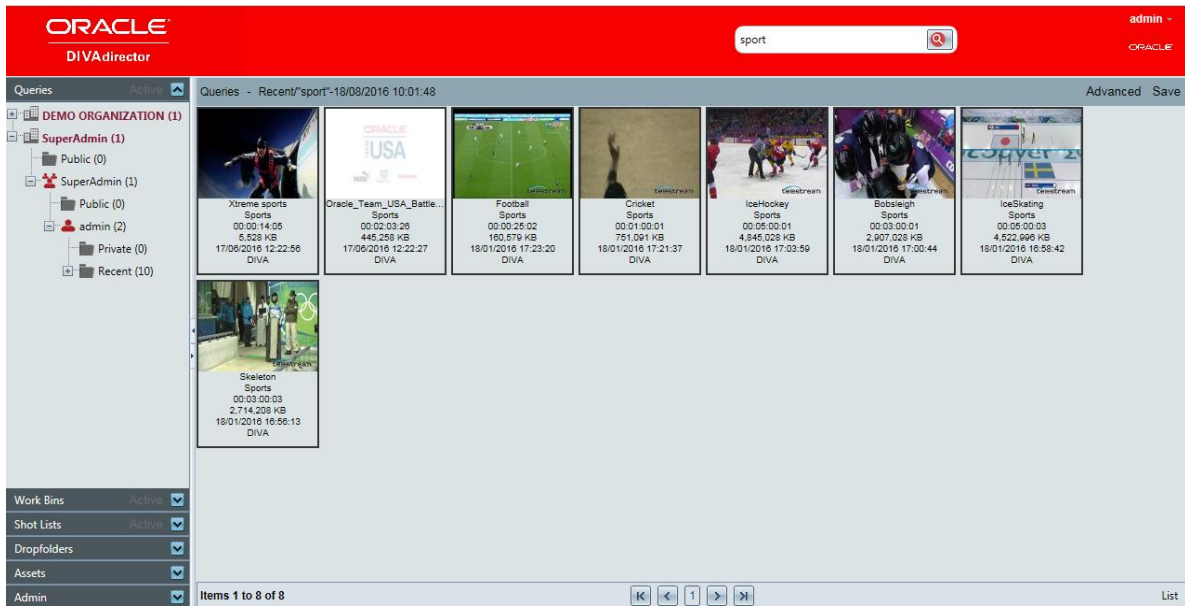 ORACLE
DIVAdirector
sport
admin
ORACLE
Queries Active
DEMO ORGANIZATION (1)
SuperAdmin (1)
Public (0)
SuperAdmin (1)
Public (0)
admin (2)
Private (0)
Recent (10)
Work Bins Active
Shot Lists Active
Dropfolders
Assets
Admin
Queries - Recent/"sport"-18/08/2016 10:01:48
Advanced Save
Xtreme sports
Sports
00:00:14:05
5,528 KB
17/06/2016 12:22:56
DIVA
ORACLE
TEAM
USA
Oracle_Team_USA_Battle...
Sports
00:02:03:26
445,258 KB
17/06/2016 12:22:27
DIVA
telestream
Football
Sports
00:00:25:02
160,579 KB
18/01/2016 17:23:20
DIVA
telestream
Cricket
Sports
00:01:00:01
751,091 KB
18/01/2016 17:21:37
DIVA
telestream
IceHockey
Sports
00:05:00:01
4,845,028 KB
18/01/2016 17:03:59
DIVA
telestream
Bobsleigh
Sports
00:03:00:01
2,907,028 KB
18/01/2016 17:00:44
DIVA
telestream
IceSkating
Sports
00:05:00:03
4,522,996 KB
18/01/2016 16:58:42
DIVA
telestream
Skeleton
Sports
00:03:00:03
2,714,208 KB
18/01/2016 16:56:13
DIVA
Items 1 to 8 of 8
1
List